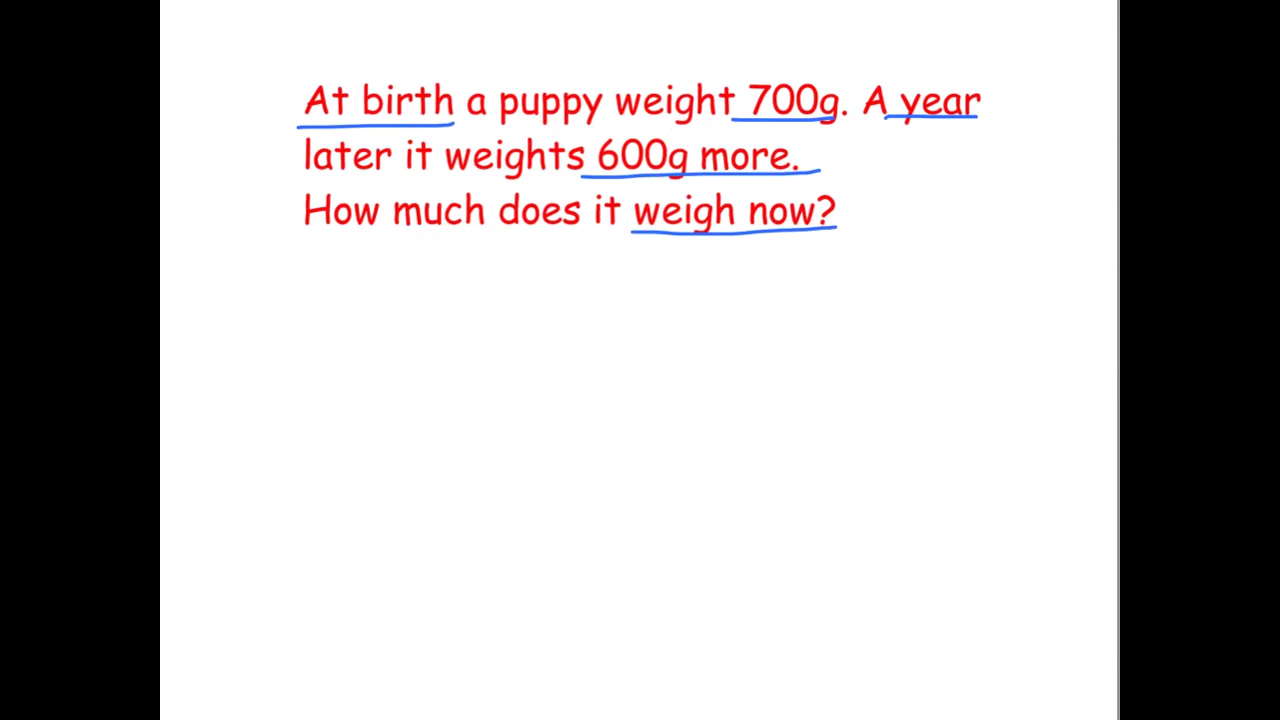 At birth a puppy weight 700g. A year
later it weights 600g more.
How much does it weigh now?